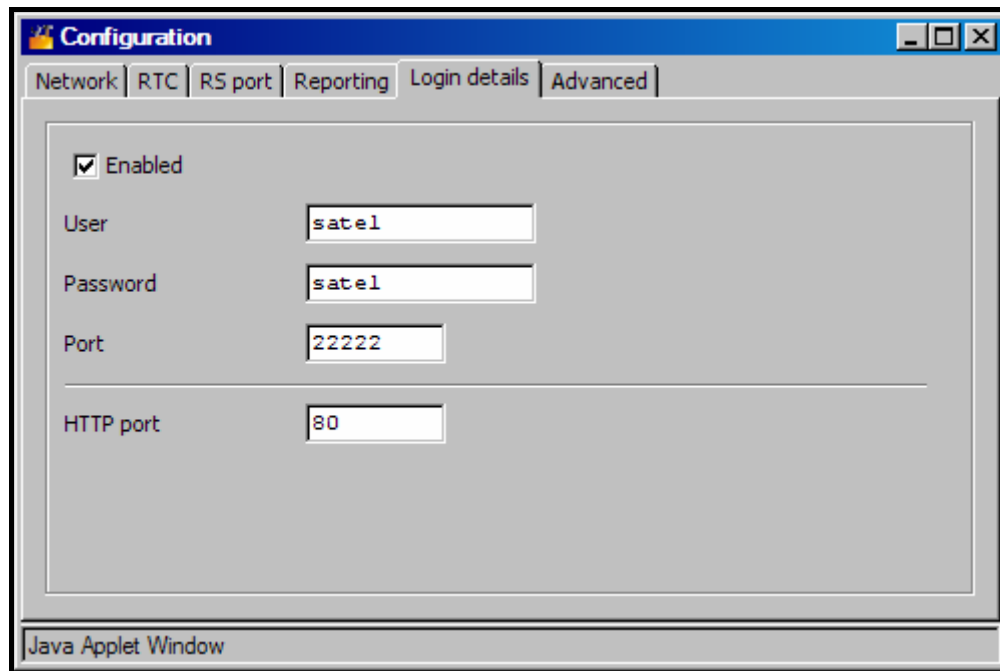 Configuration
Network RTC RS port Reporting Login details Advanced
Enabled
User satel
Password satel
Port 22222
HTTP port 80
Java Applet Window